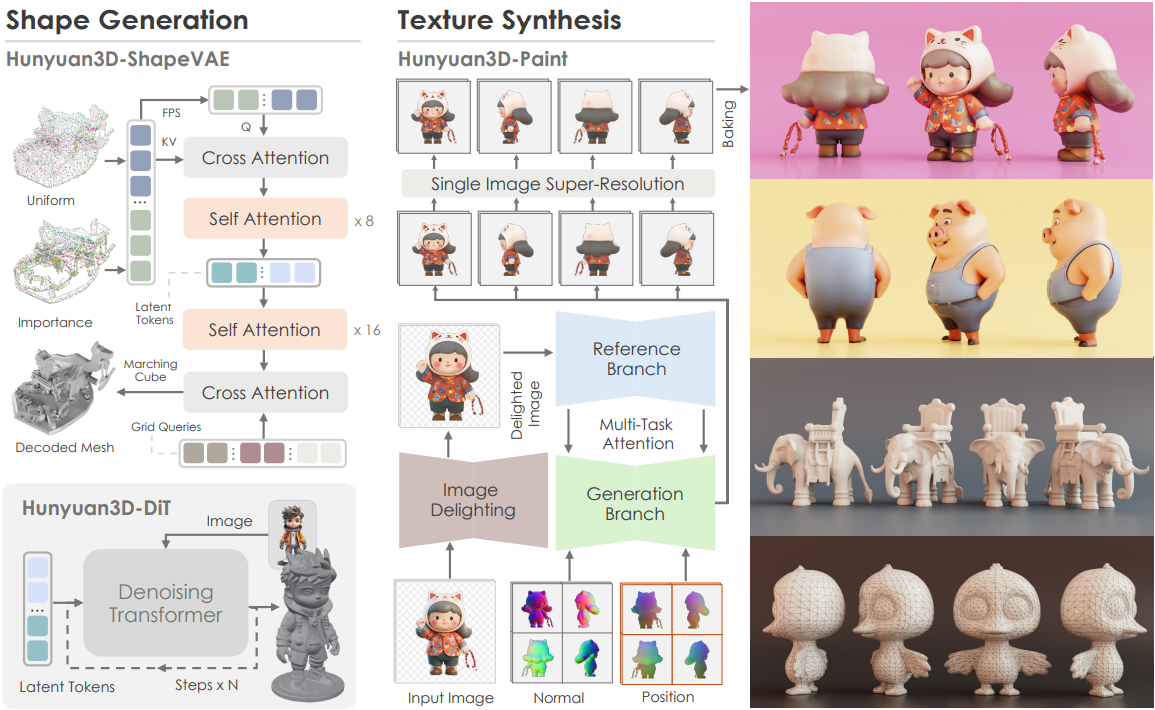 Shape Generation
Hunyuan3D-ShapeVAE
FPS
Q
KV
Cross Attention
Uniform
Self Attention
x 8
Importance
Latent
Tokens
Self Attention
x 16
Marching
Cube
Cross Attention
Decoded Mesh
Grid Queries
Hunyuan3D-DiT
Image
Denoising
Transformer
Latent Tokens
Steps x N
Texture Synthesis
Hunyuan3D-Paint
Baking
Single Image Super-Resolution
Reference
Branch
Delighted
Image
Multi-Task
Attention
Image
Delighting
Generation
Branch
Input Image
Normal
Position